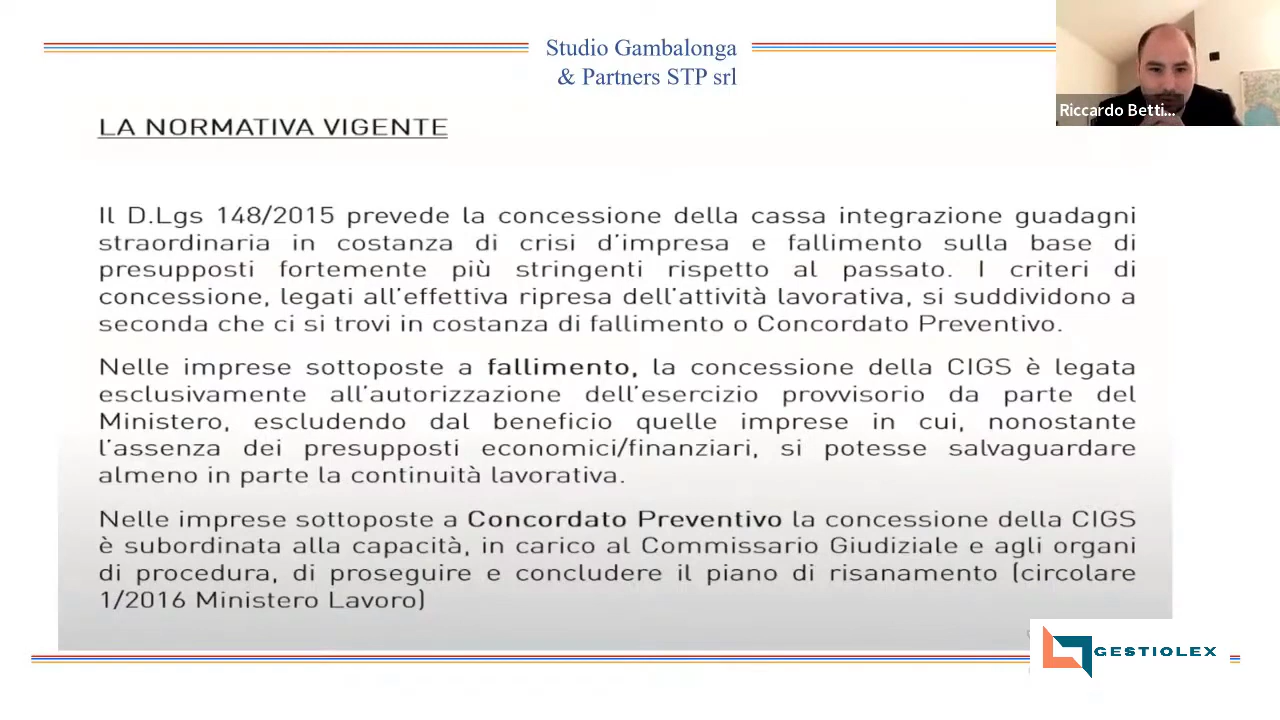 Studio Gambalonga
& Partners STP srl
Riccardo Betti...
LA NORMATIVA VIGENTE
Il D.Lgs 148/2015 prevede la concessione della cassa integrazione guadagni
straordinaria in costanza di crisi d'impresa e fallimento sulla base di
presupposti fortemente più stringenti rispetto al passato. I criteri di
concessione, legati all'effettiva ripresa dell'attività lavorativa, si suddividono a
seconda che ci si trovi in costanza di fallimento o Concordato Preventivo.
Nelle imprese sottoposte a fallimento, la concessione della CIGS è legata
esclusivamente all'autorizzazione dell'esercizio provvisorio da parte del
Ministero, escludendo dal beneficio quelle imprese in cui, nonostante
l'assenza dei presupposti economici/finanziari, si potesse salvaguardare
almeno in parte la continuità lavorativa.
Nelle imprese sottoposte a Concordato Preventivo la concessione della CIGS
è subordinata alla capacità, in carico al Commissario Giudiziale e agli organi
di procedura, di proseguire e concludere il piano di risanamento (circolare
1/2016 Ministero Lavoro)
GESTIOLEX